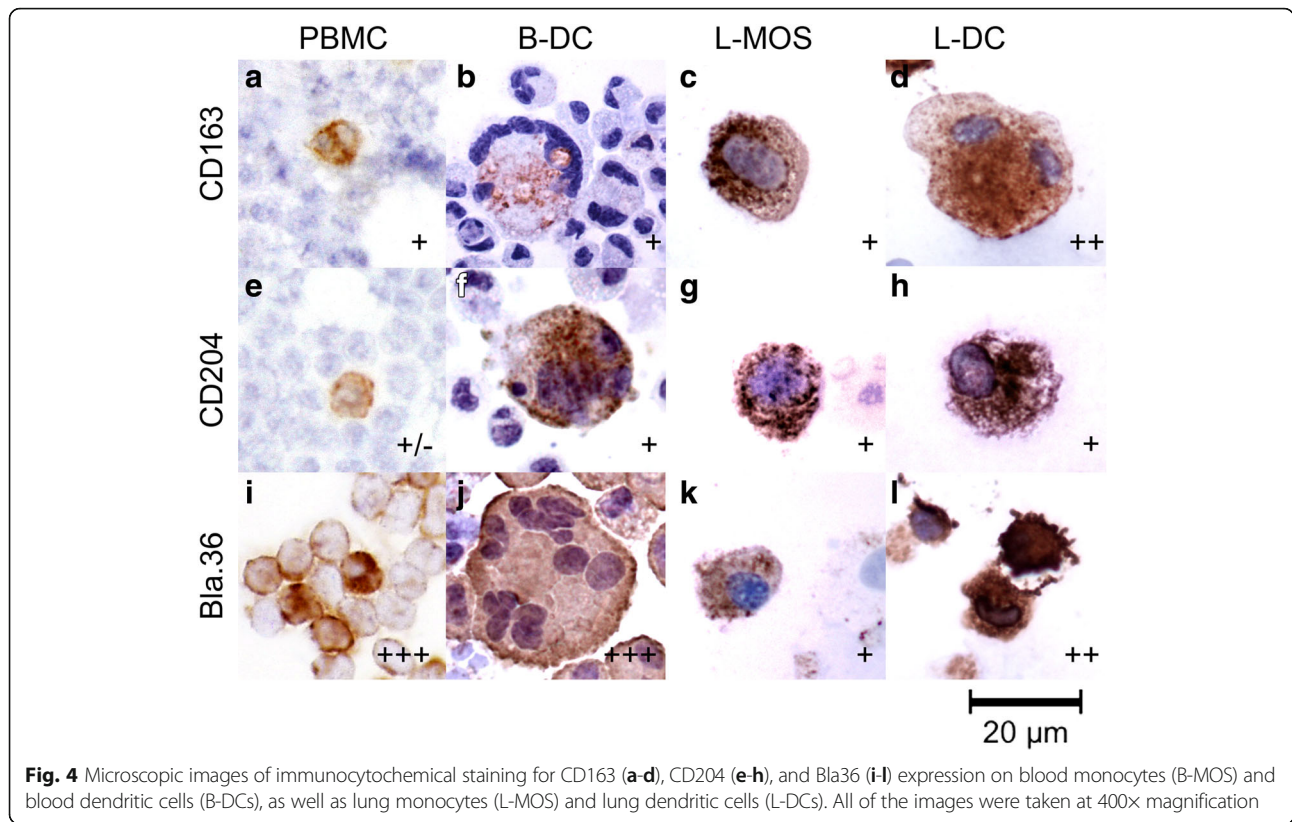 PBMC B-DC L-MOS L-DC
CD163
a b c d
+ + + ++
CD204
e f g h
+/- + + +
Bla.36
i j k l
+++ +++ + ++
20 µm
Fig. 4 Microscopic images of immunocytochemical staining for CD163 (a-d), CD204 (e-h), and Bla36 (i-l) expression on blood monocytes (B-MOS) and
blood dendritic cells (B-DCs), as well as lung monocytes (L-MOS) and lung dendritic cells (L-DCs). All of the images were taken at 400× magnification